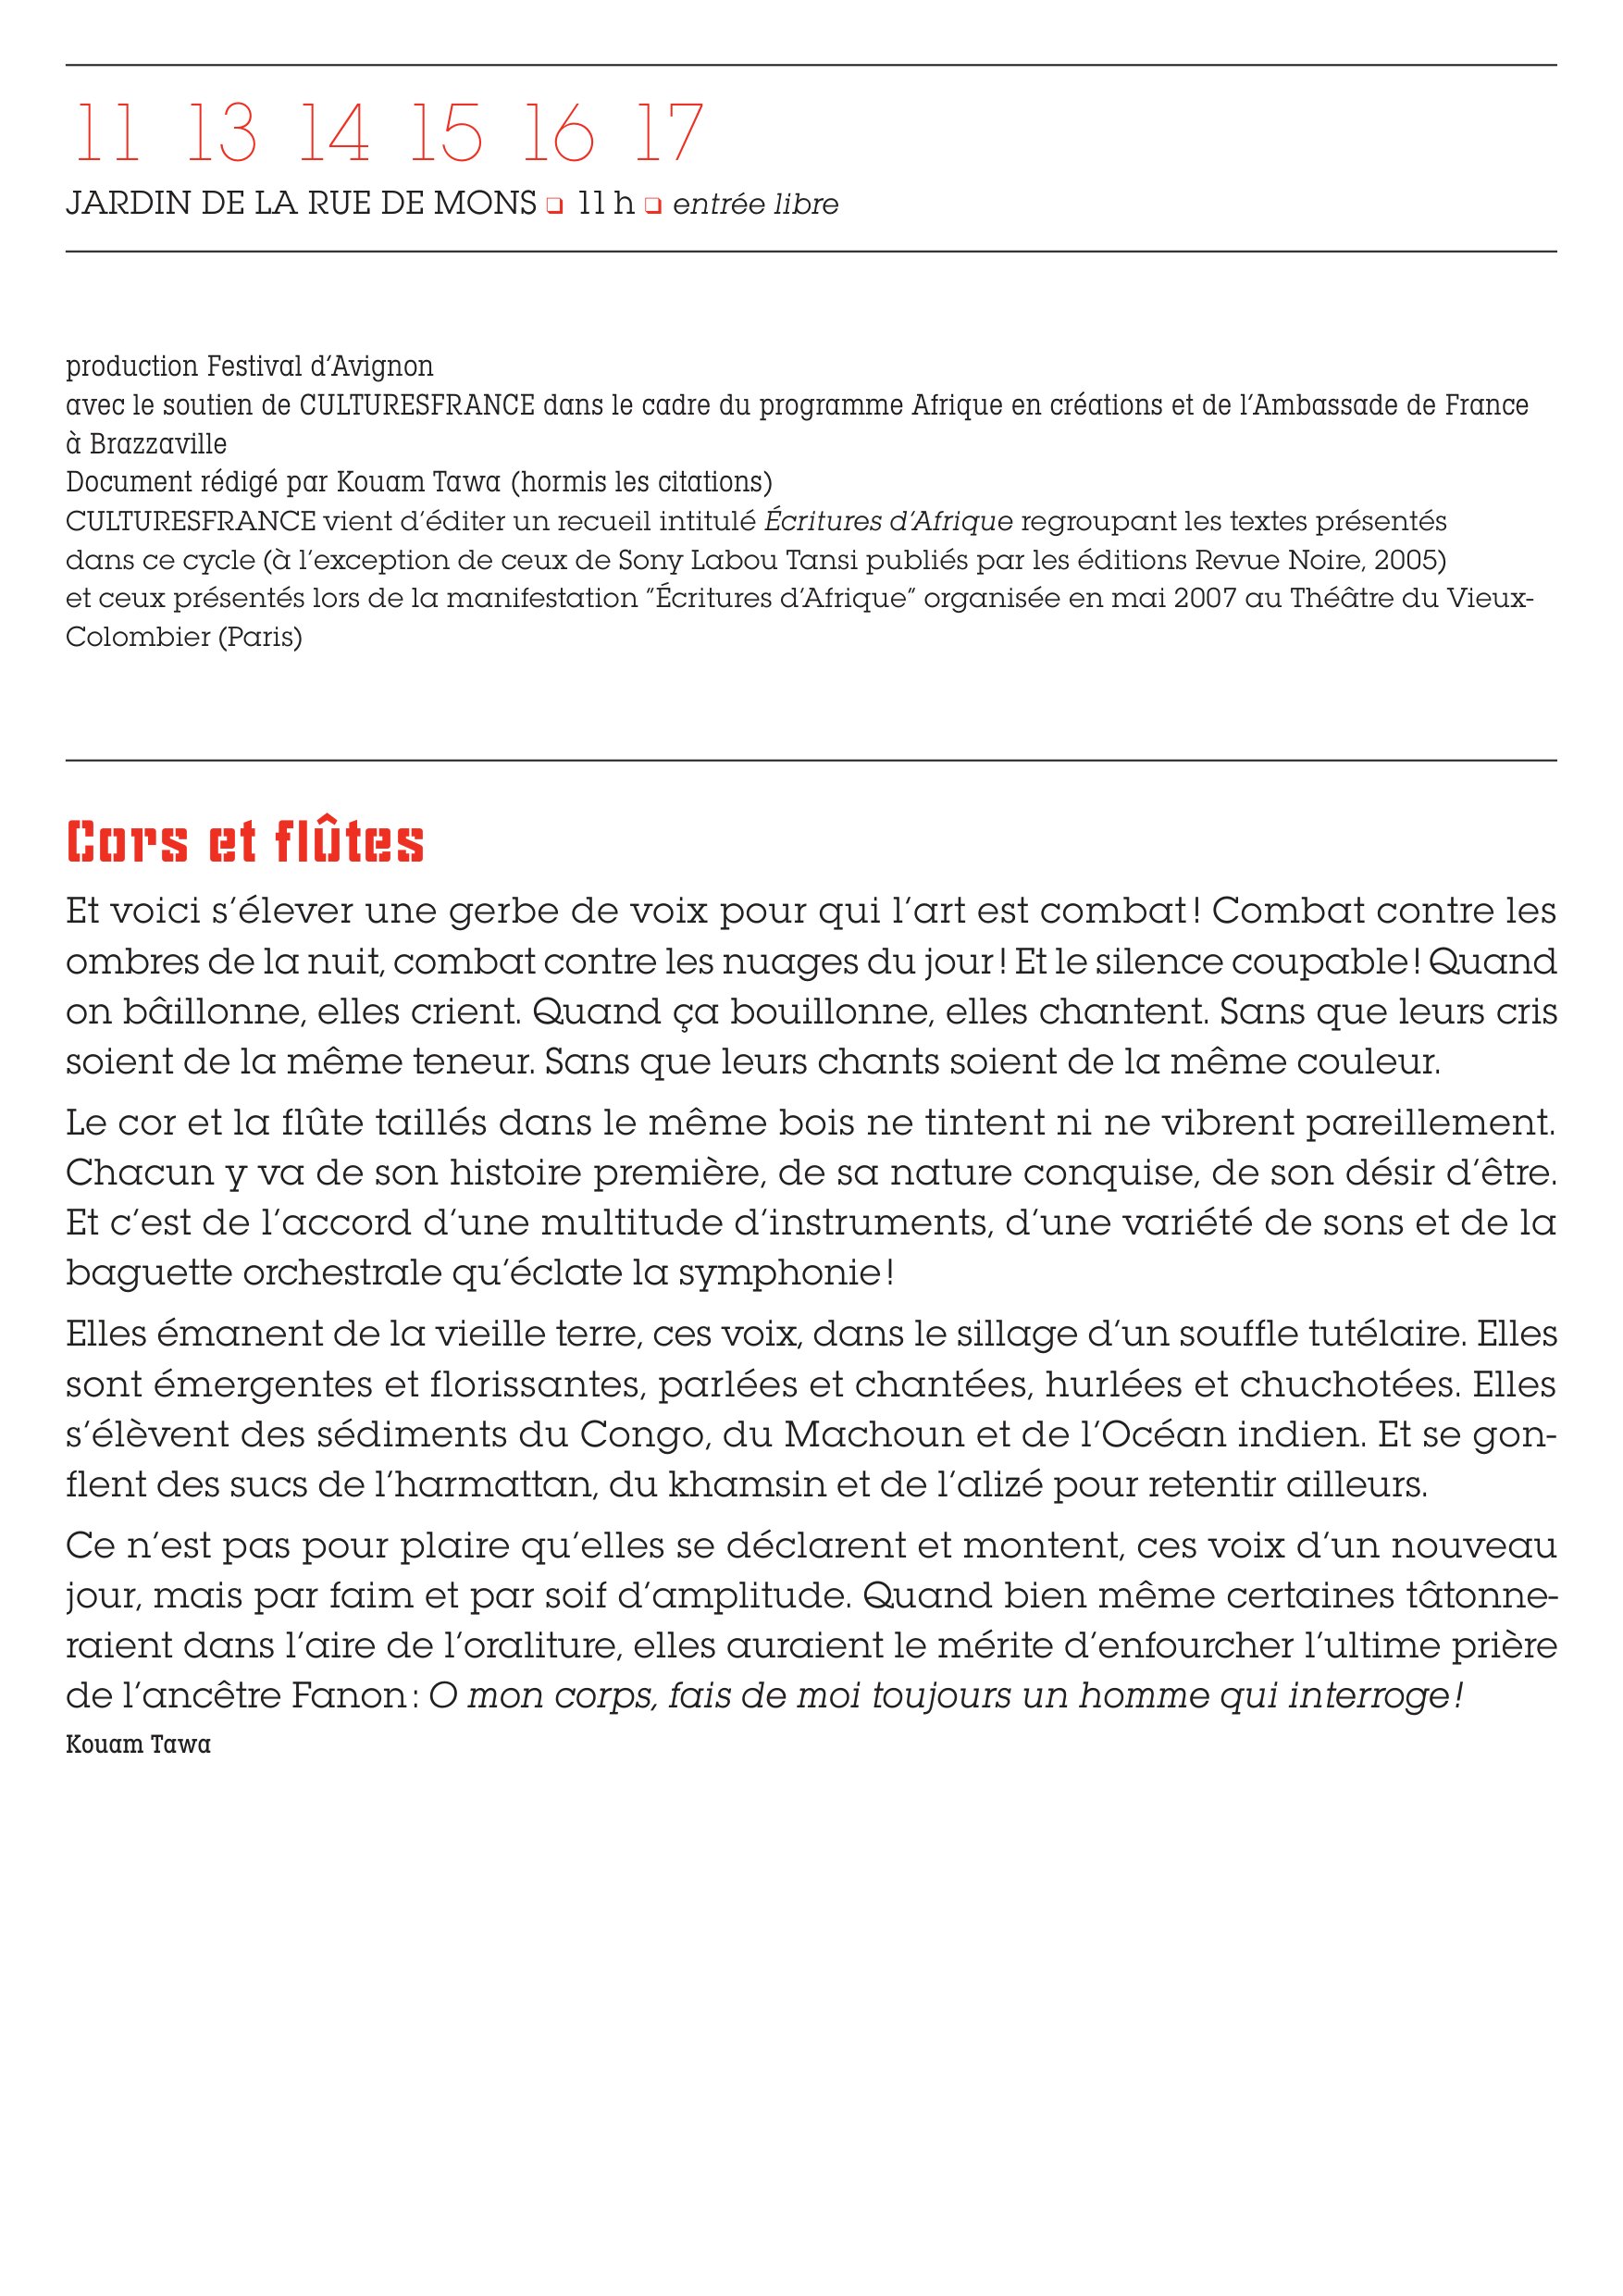 11 13 14 15 16 17
JARDIN DE LA RUE DE MONS ❏ 11 h ❏ entrée libre
production Festival d’Avignon
avec le soutien de CULTURESFRANCE dans le cadre du programme Afrique en créations et de l’Ambassade de France
à Brazzaville
Document rédigé par Kouam Tawa (hormis les citations)
CULTURESFRANCE vient d’éditer un recueil intitulé Écritures d’Afrique regroupant les textes présentés
dans ce cycle (à l’exception de ceux de Sony Labou Tansi publiés par les éditions Revue Noire, 2005)
et ceux présentés lors de la manifestation “Écritures d’Afrique” organisée en mai 2007 au Théâtre du Vieux-
Colombier (Paris)
Cors et flûtes
Et voici s’élever une gerbe de voix pour qui l’art est combat ! Combat contre les
ombres de la nuit, combat contre les nuages du jour ! Et le silence coupable ! Quand
on bâillonne, elles crient. Quand ça bouillonne, elles chantent. Sans que leurs cris
soient de la même teneur. Sans que leurs chants soient de la même couleur.
Le cor et la flûte taillés dans le même bois ne tintent ni ne vibrent pareillement.
Chacun y va de son histoire première, de sa nature conquise, de son désir d’être.
Et c’est de l’accord d’une multitude d’instruments, d’une variété de sons et de la
baguette orchestrale qu’éclate la symphonie !
Elles émanent de la vieille terre, ces voix, dans le sillage d’un souffle tutélaire. Elles
sont émergentes et florissantes, parlées et chantées, hurlées et chuchotées. Elles
s’élèvent des sédiments du Congo, du Machoun et de l’Océan indien. Et se gon-
flent des sucs de l’harmattan, du khamsin et de l’alizé pour retentir ailleurs.
Ce n’est pas pour plaire qu’elles se déclarent et montent, ces voix d’un nouveau
jour, mais par faim et par soif d’amplitude. Quand bien même certaines tâtonne-
raient dans l’aire de l’oraliture, elles auraient le mérite d’enfourcher l’ultime prière
de l’ancêtre Fanon : O mon corps, fais de moi toujours un homme qui interroge !
Kouam Tawa